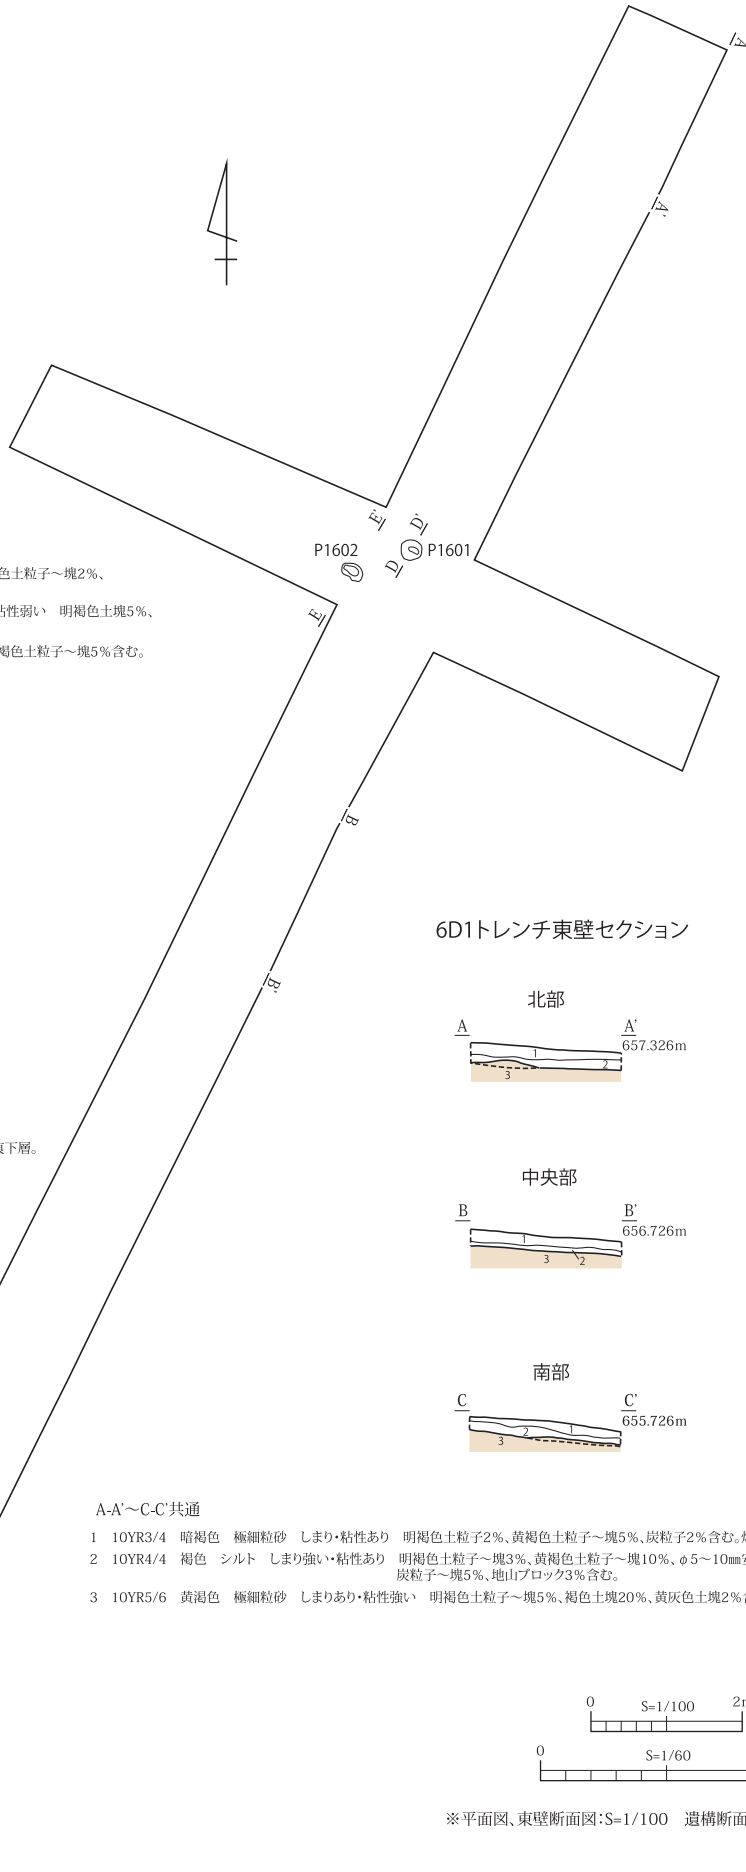 A
A'
E'
D'
P1602
P1601
D
色土粒子～塊2％、
粘性弱い　明褐色土塊5％、
E
褐色土粒子～塊5％含む。
B
B'
6D1トレンチ東壁セクション
北部
A
A'
657.326m
1
2
3
下層。
中央部
B
B'
656.726m
1
3
2
南部
C
C'
655.726m
1
2
3
A-A'～C-C'共通
1　10YR3/4　暗褐色　極細粒砂　しまり・粘性あり　明褐色土粒子2％、黄褐色土粒子～塊5％、炭粒子2％含む。
2　10YR4/4　褐色　シルト　しまり強い・粘性あり　明褐色土粒子～塊3％、黄褐色土粒子～塊10％、φ5～10㎜
炭粒子～塊5％、地山ブロック3％含む。
3　10YR5/6　黄渇色　極細粒砂　しまりあり・粘性強い　明褐色土粒子～塊5％、褐色土塊20％、黄灰色土塊2％
0
S=1/100
2m
0
S=1/60
※平面図、東壁断面図：S=1/100　遺構断面